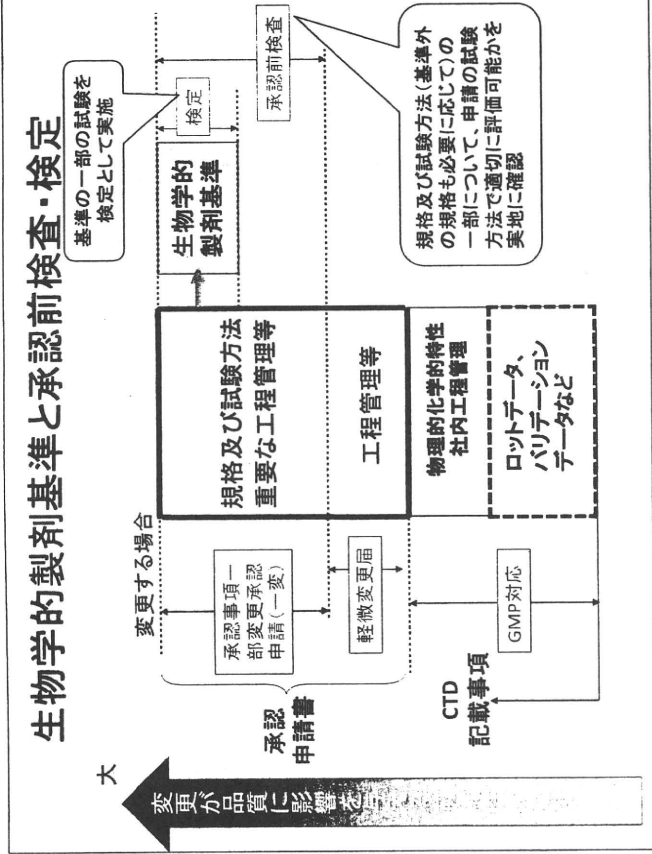 生物学的製剤基準と承認前検査・検定
大
変更が品質に影響を
変更する場合
承認
申請書
承認事項一
部変更承認
申請(一変)
軽微変更届
CTD
記載事項
GMP対応
規格及び試験方法
重要な工程管理等
工程管理等
物理的化学的特性
社内工程管理
ロットデータ、
バリデーション
データなど
生物学的
製剤基準
検定
承認前検査
基準の一部の試験を
検定として実施
規格及び試験方法(基準外
の規格も必要に応じて)の
一部について、申請の試験
方法で適切に評価可能かを
実地に確認